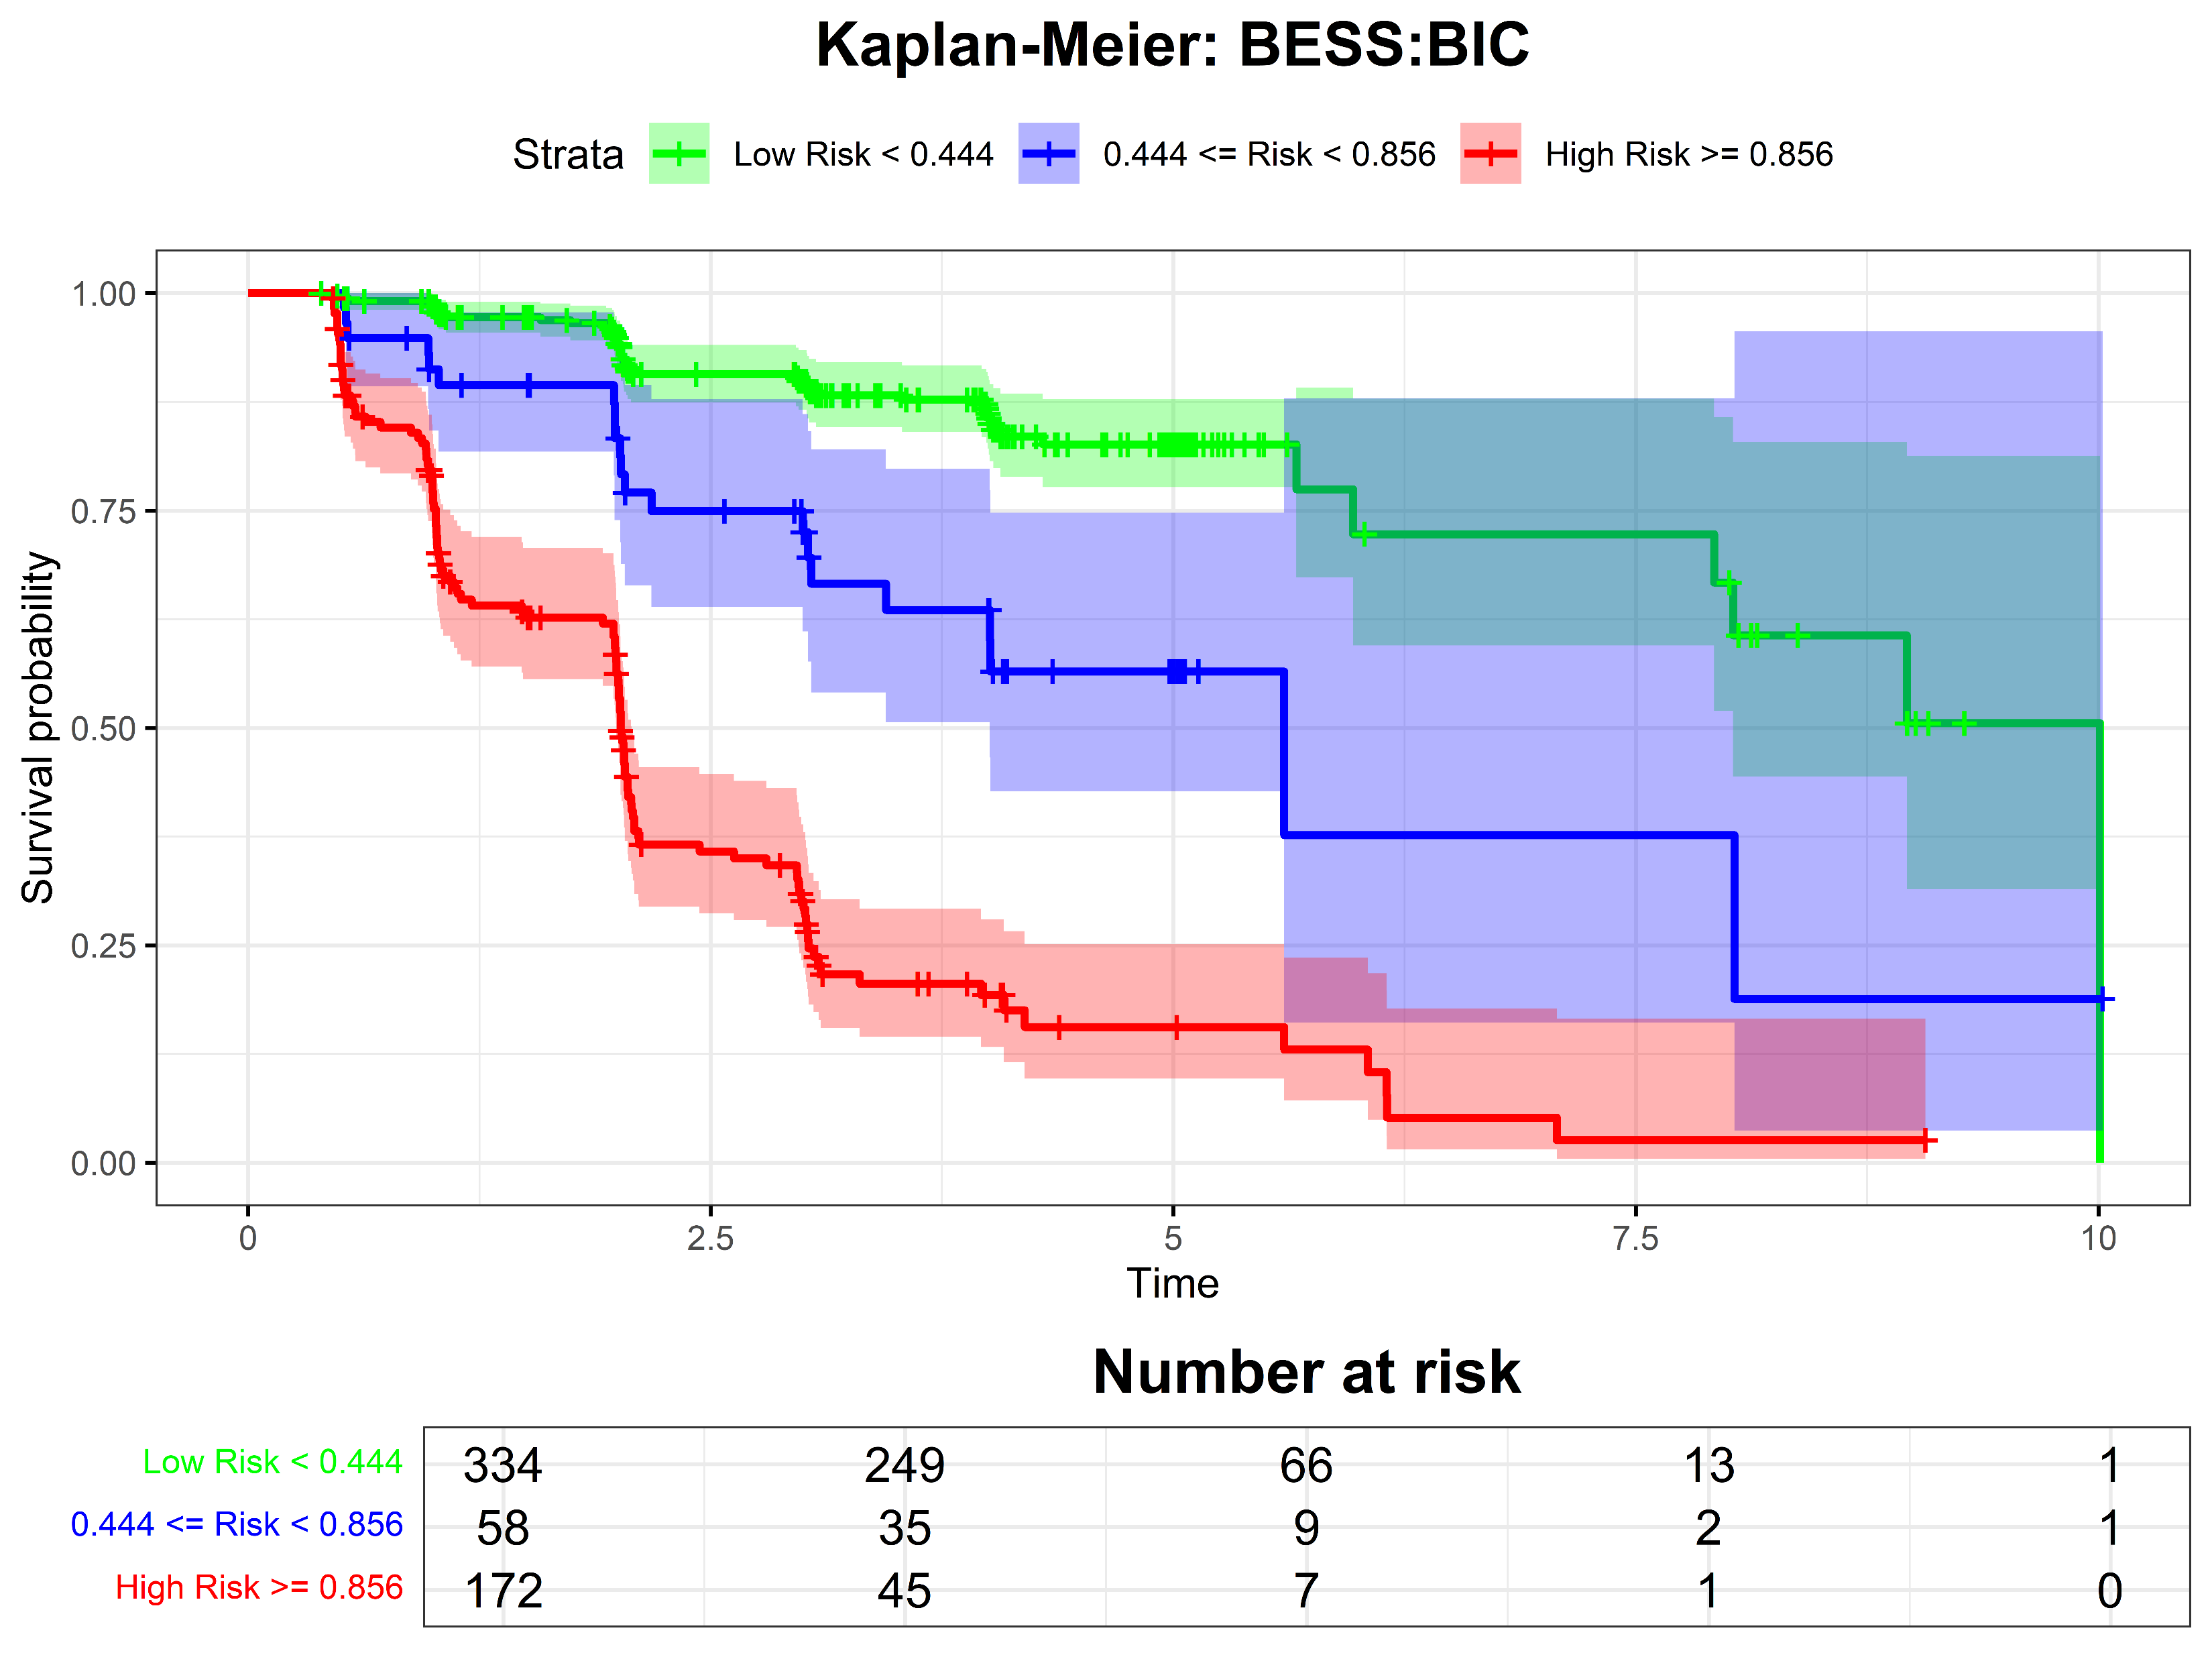 Kaplan-Meier: BESS:BIC
Strata Low Risk < 0.444 0.444 <= Risk < 0.856 High Risk >= 0.856
Survival probability
1.00
0.75
0.50
0.25
0.00
0 2.5 5 7.5 10
Time
Number at risk
Low Risk < 0.444 334 249 66 13 1
0.444 <= Risk < 0.856 58 35 9 2 1
High Risk >= 0.856 172 45 7 1 0